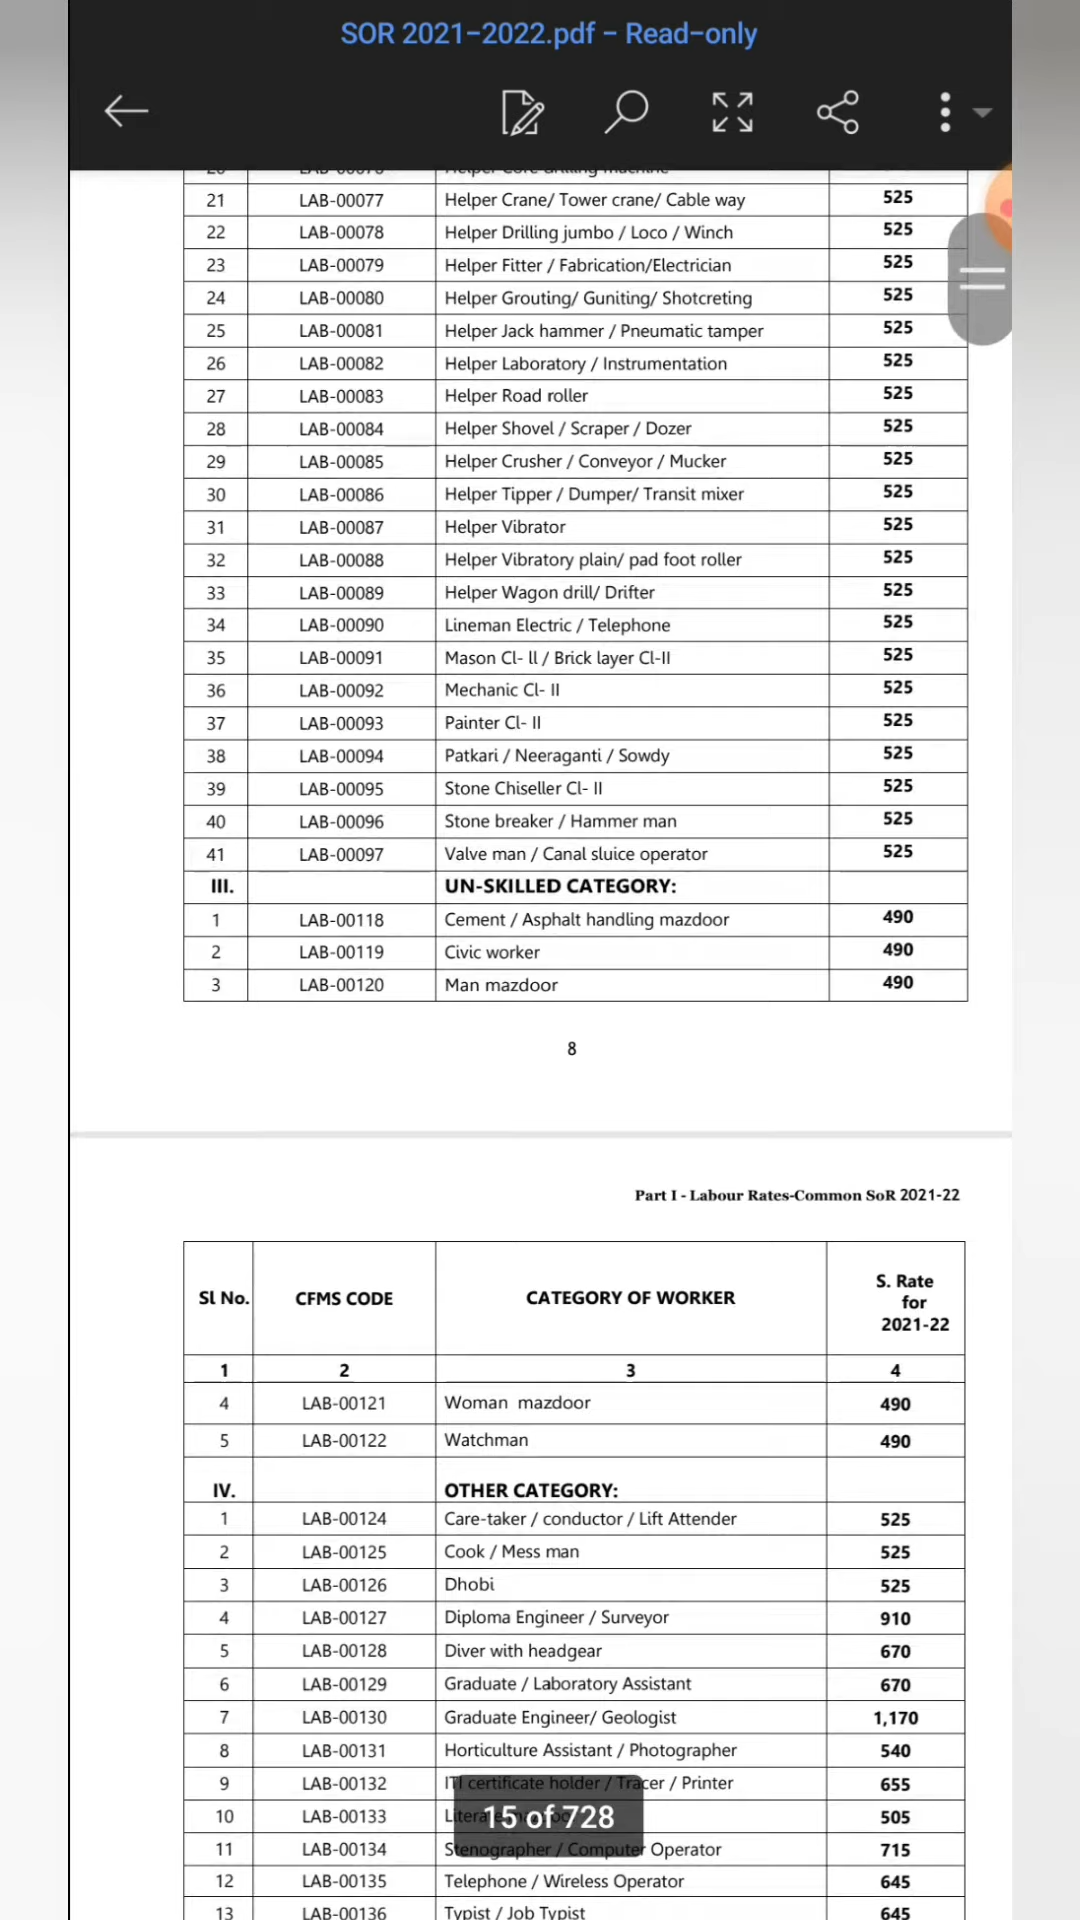 SOR 2021-2022.pdf - Read-only
21 LAB-00077 Helper Crane/ Tower crane/ Cable way 525
22 LAB-00078 Helper Drilling jumbo / Loco / Winch 525
23 LAB-00079 Helper Fitter / Fabrication/Electrician 525
24 LAB-00080 Helper Grouting/ Guniting/ Shotcreting 525
25 LAB-00081 Helper Jack hammer / Pneumatic tamper 525
26 LAB-00082 Helper Laboratory / Instrumentation 525
27 LAB-00083 Helper Road roller 525
28 LAB-00084 Helper Shovel / Scraper / Dozer 525
29 LAB-00085 Helper Crusher / Conveyor / Mucker 525
30 LAB-00086 Helper Tipper / Dumper/ Transit mixer 525
31 LAB-00087 Helper Vibrator 525
32 LAB-00088 Helper Vibratory plain/ pad foot roller 525
33 LAB-00089 Helper Wagon drill/ Drifter 525
34 LAB-00090 Lineman Electric / Telephone 525
35 LAB-00091 Mason Cl- ll / Brick layer Cl-II 525
36 LAB-00092 Mechanic Cl- II 525
37 LAB-00093 Painter Cl- II 525
38 LAB-00094 Patkari / Neeraganti / Sowdy 525
39 LAB-00095 Stone Chiseller Cl- II 525
40 LAB-00096 Stone breaker / Hammer man 525
41 LAB-00097 Valve man / Canal sluice operator 525
III. UN-SKILLED CATEGORY:
1 LAB-00118 Cement / Asphalt handling mazdoor 490
2 LAB-00119 Civic worker 490
3 LAB-00120 Man mazdoor 490
8
Part I - Labour Rates-Common SoR 2021-22
Sl No. CFMS CODE CATEGORY OF WORKER S. Rate for 2021-22
1 2 3 4
4 LAB-00121 Woman mazdoor 490
5 LAB-00122 Watchman 490
IV. OTHER CATEGORY:
1 LAB-00124 Care-taker / conductor / Lift Attender 525
2 LAB-00125 Cook / Mess man 525
3 LAB-00126 Dhobi 525
4 LAB-00127 Diploma Engineer / Surveyor 910
5 LAB-00128 Diver with headgear 670
6 LAB-00129 Graduate / Laboratory Assistant 670
7 LAB-00130 Graduate Engineer/ Geologist 1,170
8 LAB-00131 Horticulture Assistant / Photographer 540
9 LAB-00132 ITI certificate holder / Tracer / Printer 655
10 LAB-00133 505
15 of 728
11 LAB-00134 Stenographer / Computer Operator 715
12 LAB-00135 Telephone / Wireless Operator 645
13 LAB-00136 Typist / Job Typist 645